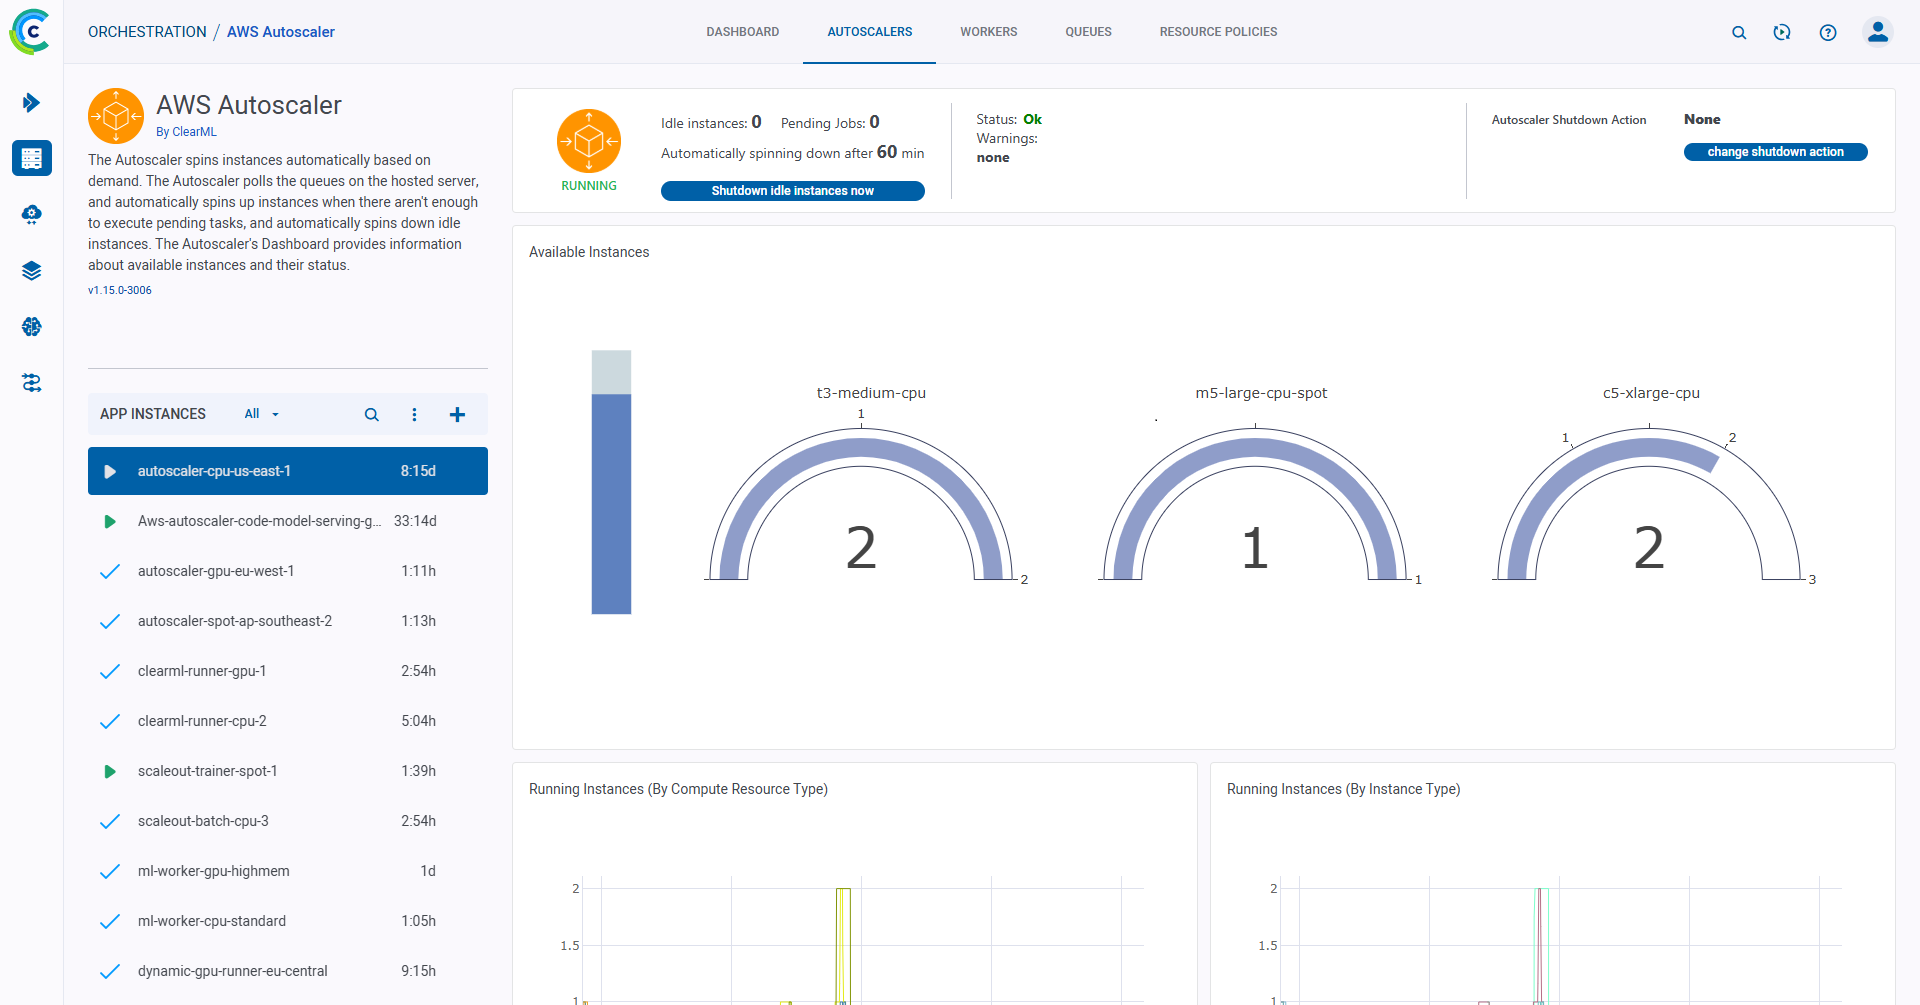 ORCHESTRATION / AWS Autoscaler
DASHBOARD
AUTOSCALERS
WORKERS
QUEUES
RESOURCE POLICIES
AWS Autoscaler
By ClearML
The Autoscaler spins instances automatically based on
demand. The Autoscaler polls the queues on the hosted server,
and automatically spins up instances when there aren't enough
to execute pending tasks, and automatically spins down idle
instances. The Autoscaler's Dashboard provides information
about available instances and their status.
v1.15.0-3006
APP INSTANCES All
autoscaler-cpu-us-east-1 8:15d
Aws-autoscaler-code-model-serving-g... 33:14d
autoscaler-gpu-eu-west-1 1:11h
autoscaler-spot-ap-southeast-2 1:13h
clearml-runner-gpu-1 2:54h
clearml-runner-cpu-2 5:04h
scaleout-trainer-spot-1 1:39h
scaleout-batch-cpu-3 2:54h
ml-worker-gpu-highmem 1d
ml-worker-cpu-standard 1:05h
dynamic-gpu-runner-eu-central 9:15h
RUNNING
Idle instances: 0 Pending Jobs: 0
Automatically spinning down after 60 min
Shutdown idle instances now
Status: Ok
Warnings:
none
Autoscaler Shutdown Action None
change shutdown action
Available Instances
t3-medium-cpu
1
2
2
m5-large-cpu-spot
.
1
1
c5-xlarge-cpu
1
2
2
3
Running Instances (By Compute Resource Type)
2
1.5
1
Running Instances (By Instance Type)
2
1.5
1